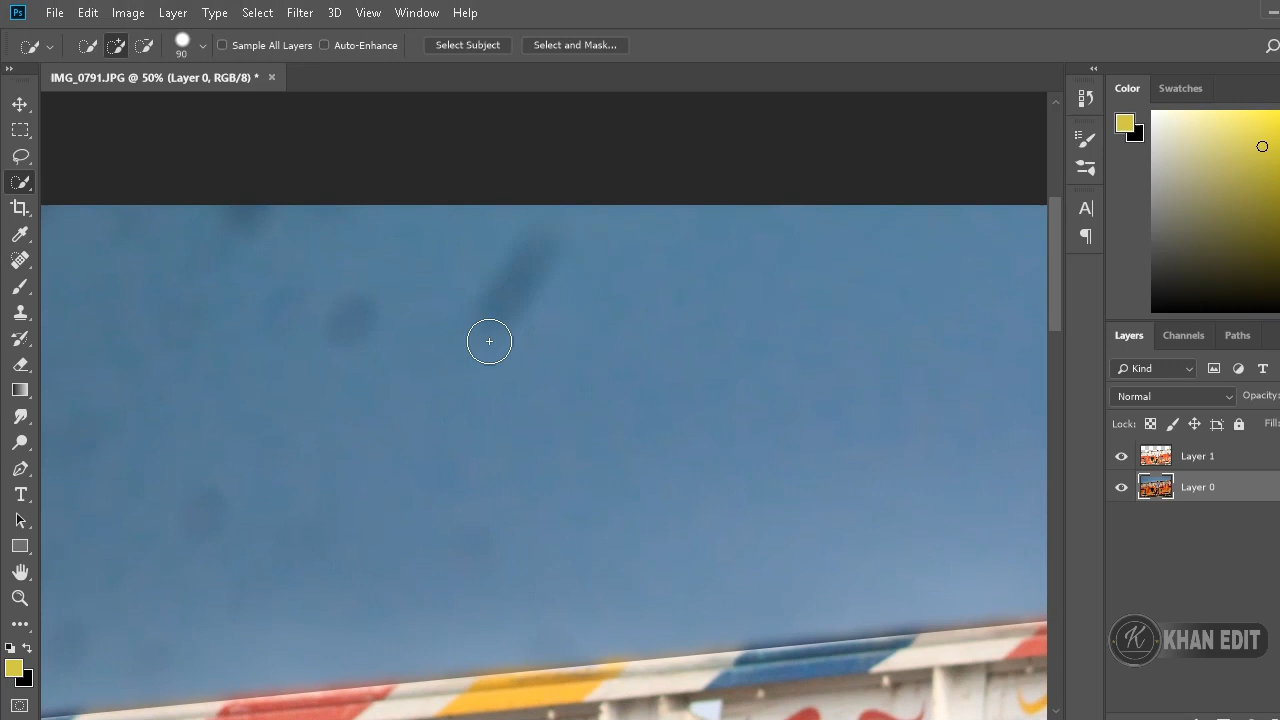 Ps File Edit Image Layer Type Select Filter 3D View Window Help
90 Sample All Layers Auto-Enhance Select Subject Select and Mask...
IMG_0791.JPG @ 50% (Layer 0, RGB/8) * ×
Color Swatches
Layers Channels Paths
Kind
Normal Opacity:
Lock: Fill:
Layer 1
Layer 0
K KHAN EDIT